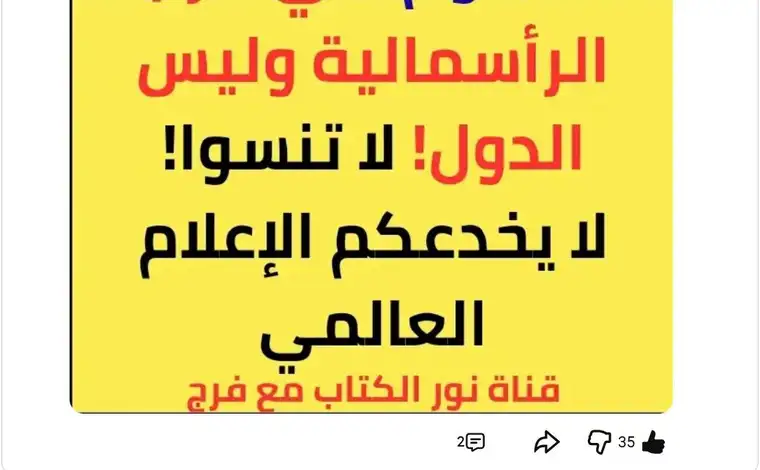 الرأسمالية وليس
الدول! لا تنسوا!
لا يخدعكم الإعلام
العالمي
قناة نور الكتاب مع فرج
2
35